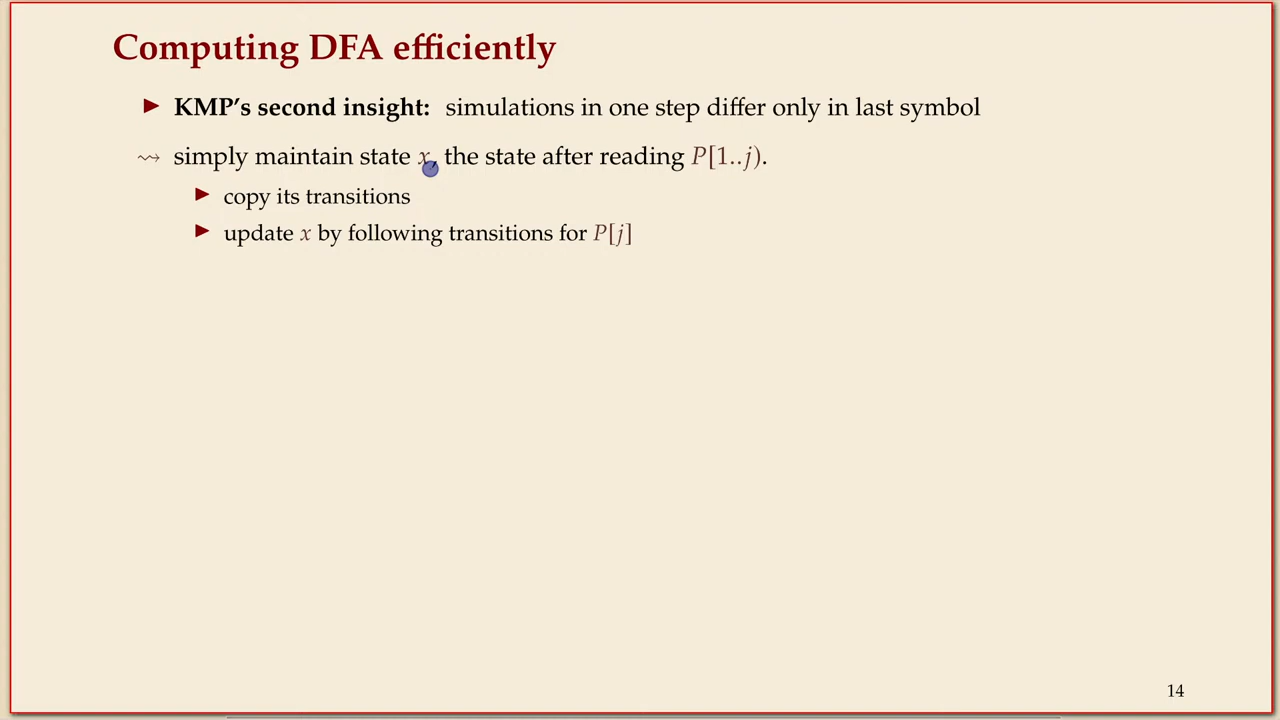 Computing DFA efficiently
▶ KMP's second insight: simulations in one step differ only in last symbol
⇝ simply maintain state x, the state after reading P[1..j).
▶ copy its transitions
▶ update x by following transitions for P[j]
14